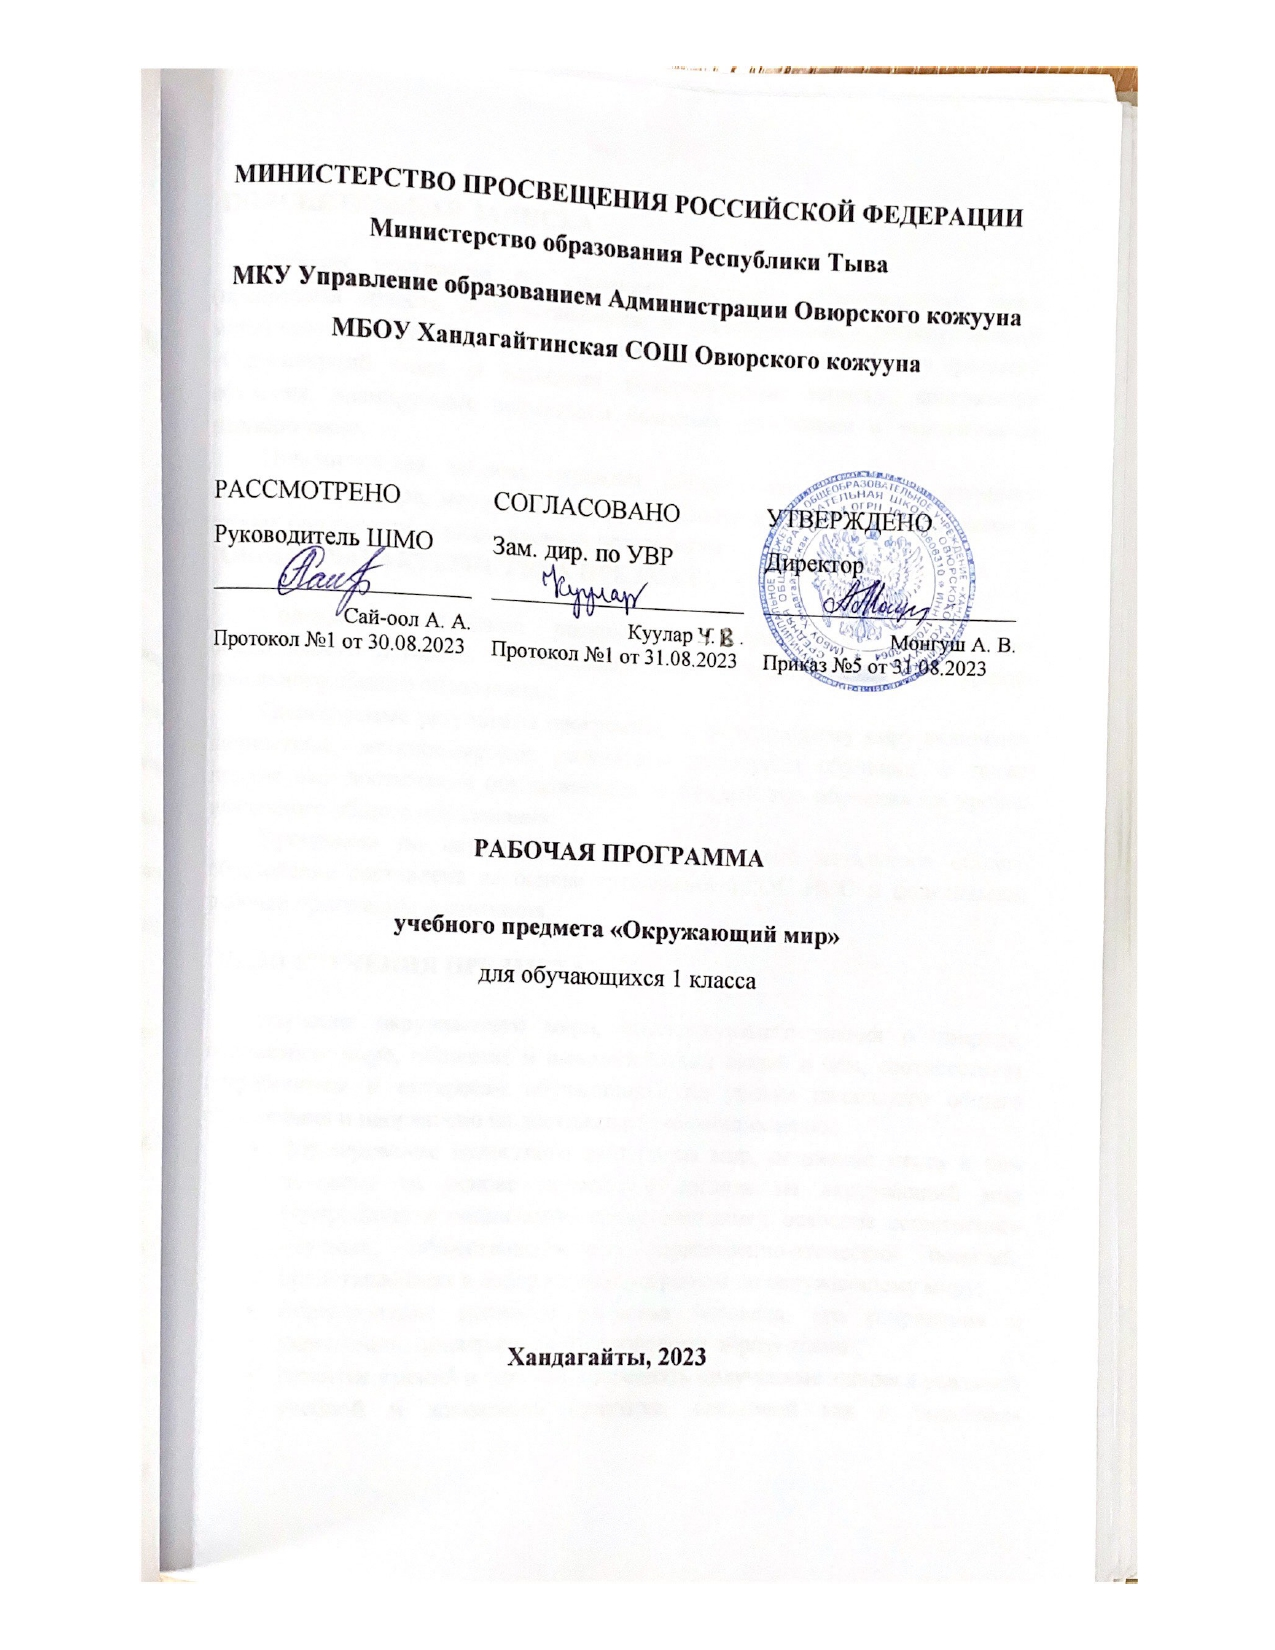 МИНИСТЕРСТВО ПРОСВЕЩЕНИЯ РОССИЙСКОЙ ФЕДЕРАЦИИ
Министерство образования Республики Тыва
МКУ Управление образованием Администрации Овюрского кожууна
МБОУ Хандагайтинская СОШ Овюрского кожууна
РАССМОТРЕНО
Руководитель ШМО
Сай-оол А. А.
Протокол №1 от 30.08.2023
СОГЛАСОВАНО
Зам. дир. по УВР
Куулар
Куулар Ч. В .
Протокол №1 от 31.08.2023
УТВЕРЖДЕНО
Директор
Монгуш А. В.
Приказ №5 от 31.08.2023
РАБОЧАЯ ПРОГРАММА
учебного предмета «Окружающий мир»
для обучающихся 1 класса
Хандагайты, 2023